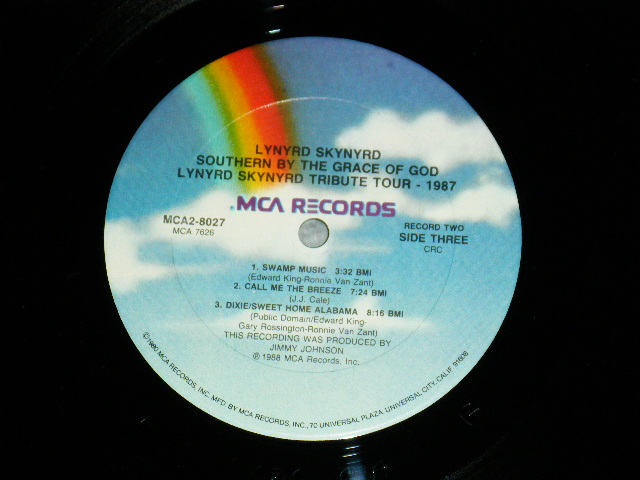 LYNYRD SKYNYRD
SOUTHERN BY THE GRACE OF GOD
LYNYRD SKYNYRD TRIBUTE TOUR - 1987
MCA RECORDS
MCA2-8027
MCA 7626
RECORD TWO
SIDE THREE
CRC
1. SWAMP MUSIC 3:32 BMI
(Edward King-Ronnie Van Zant)
2. CALL ME THE BREEZE 7:24 BMI
(J.J. Cale)
3. DIXIE/SWEET HOME ALABAMA 8:16 BMI
(Public Domain/Edward King-
Gary Rossington-Ronnie Van Zant)
THIS RECORDING WAS PRODUCED BY
JIMMY JOHNSON
℗ 1988 MCA Records, Inc.
©1980 MCA RECORDS, INC. MFD BY MCA RECORDS, INC., 70 UNIVERSAL PLAZA, UNIVERSAL CITY, CALIF. 91608